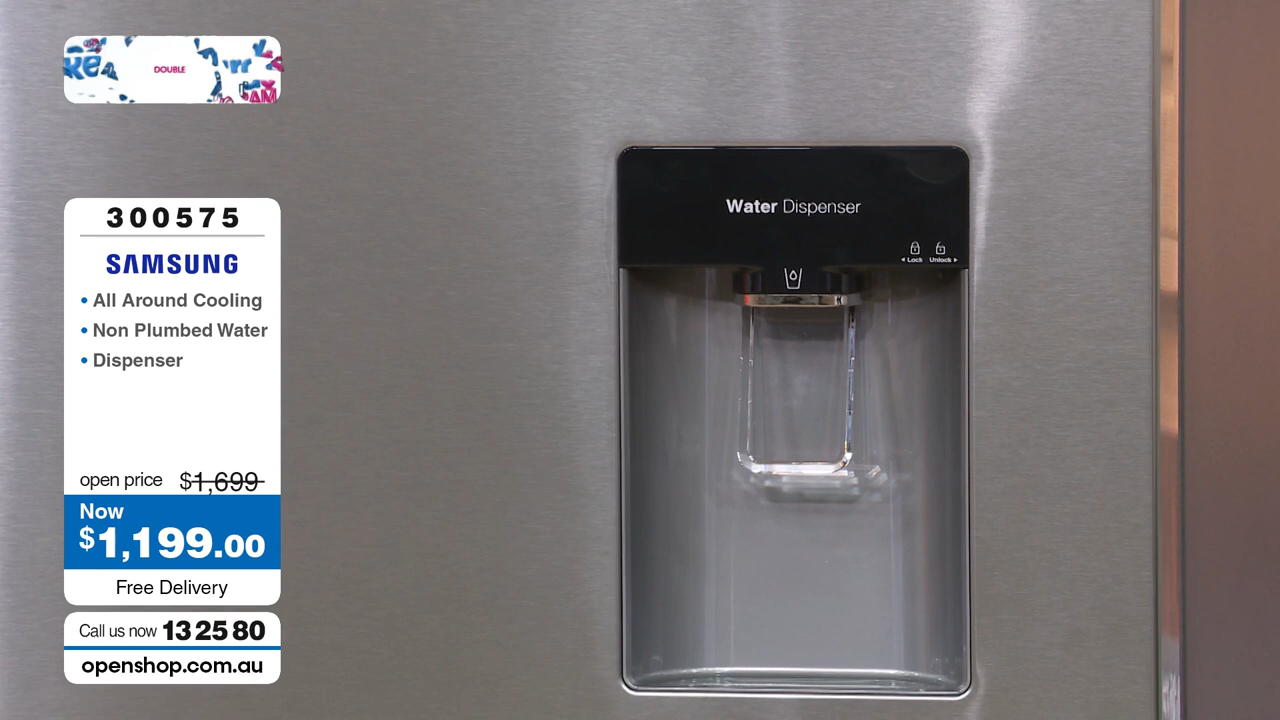 DOUBLE
300575
SAMSUNG
• All Around Cooling
• Non Plumbed Water
• Dispenser
open price $1,699
Now
$1,199.00
Free Delivery
Call us now 13 25 80
openshop.com.au
Water Dispenser
Lock Unlock